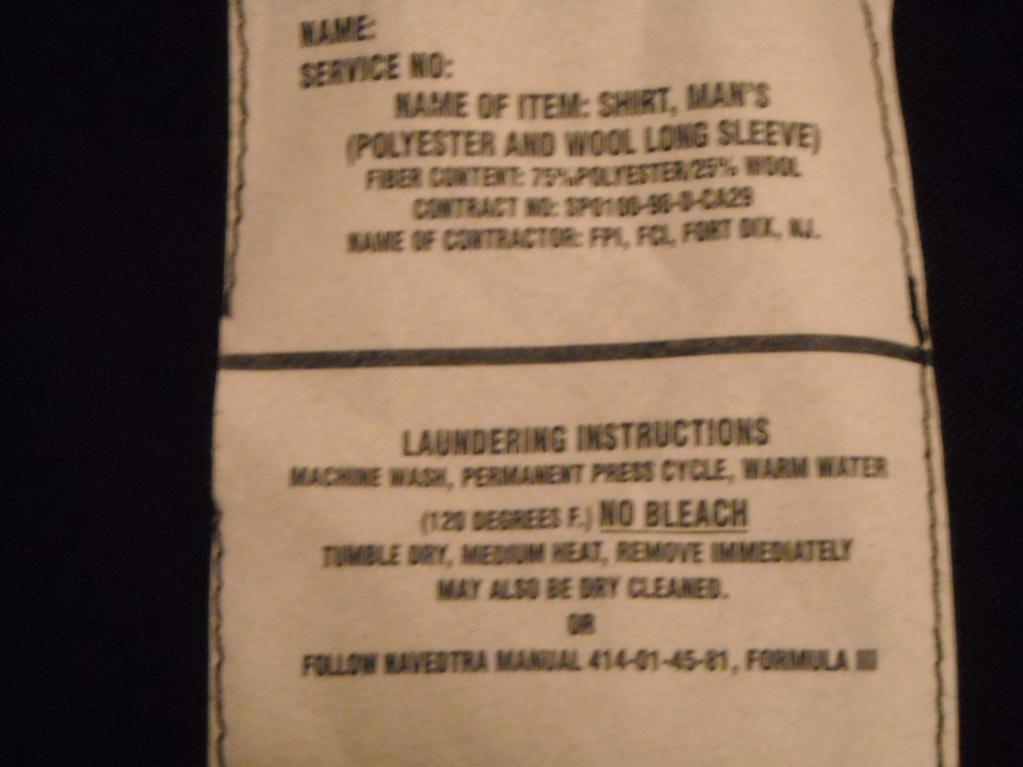 NAME:
SERVICE NO:
NAME OF ITEM: SHIRT, MAN'S
(POLYESTER AND WOOL LONG SLEEVE)
FIBER CONTENT: 75%POLYESTER/25% WOOL
CONTRACT NO: SP0100-98-D-CA29
NAME OF CONTRACTOR: FPI, FCI, FORT DIX, NJ.
LAUNDERING INSTRUCTIONS
MACHINE WASH, PERMANENT PRESS CYCLE, WARM WATER
(120 DEGREES F.) NO BLEACH
TUMBLE DRY, MEDIUM HEAT, REMOVE IMMEDIATELY
MAY ALSO BE DRY CLEANED.
OR
FOLLOW NAVEDTRA MANUAL 414-01-45-81, FORMULA III